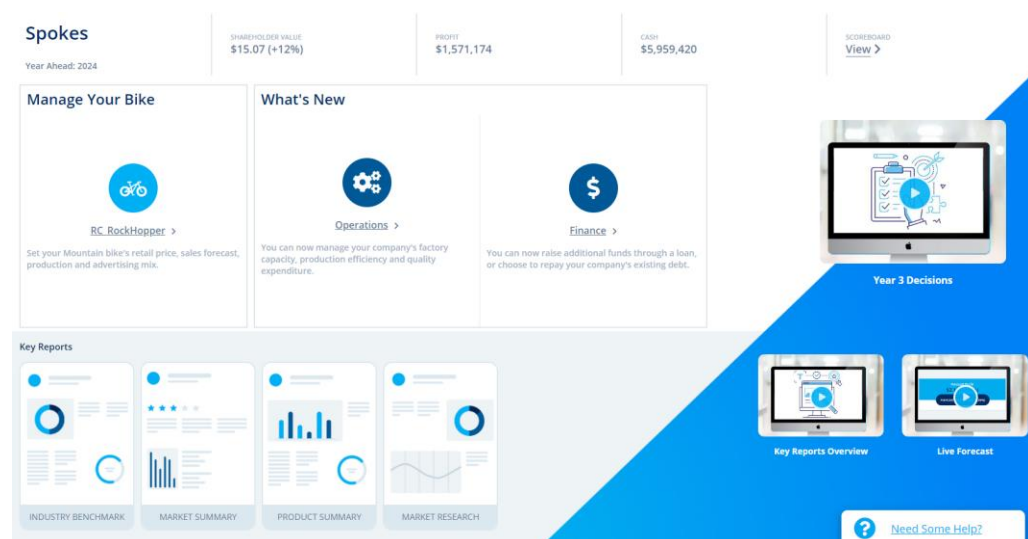 Spokes
Year Ahead: 2024
SHAREHOLDER VALUE
$15.07 (+12%)
PROFIT
$1,571,174
CASH
$5,959,420
SCOREBOARD
View >
Manage Your Bike
RC RockHopper >
Set your Mountain bike's retail price, sales forecast,
production and advertising mix.
What's New
Operations >
You can now manage your company's factory
capacity, production efficiency and quality
expenditure.
$
Finance >
You can now raise additional funds through a loan,
or choose to repay your company's existing debt.
Year 3 Decisions
Key Reports
INDUSTRY BENCHMARK
MARKET SUMMARY
PRODUCT SUMMARY
MARKET RESEARCH
Key Reports Overview
Live Forecast
? Need Some Help?